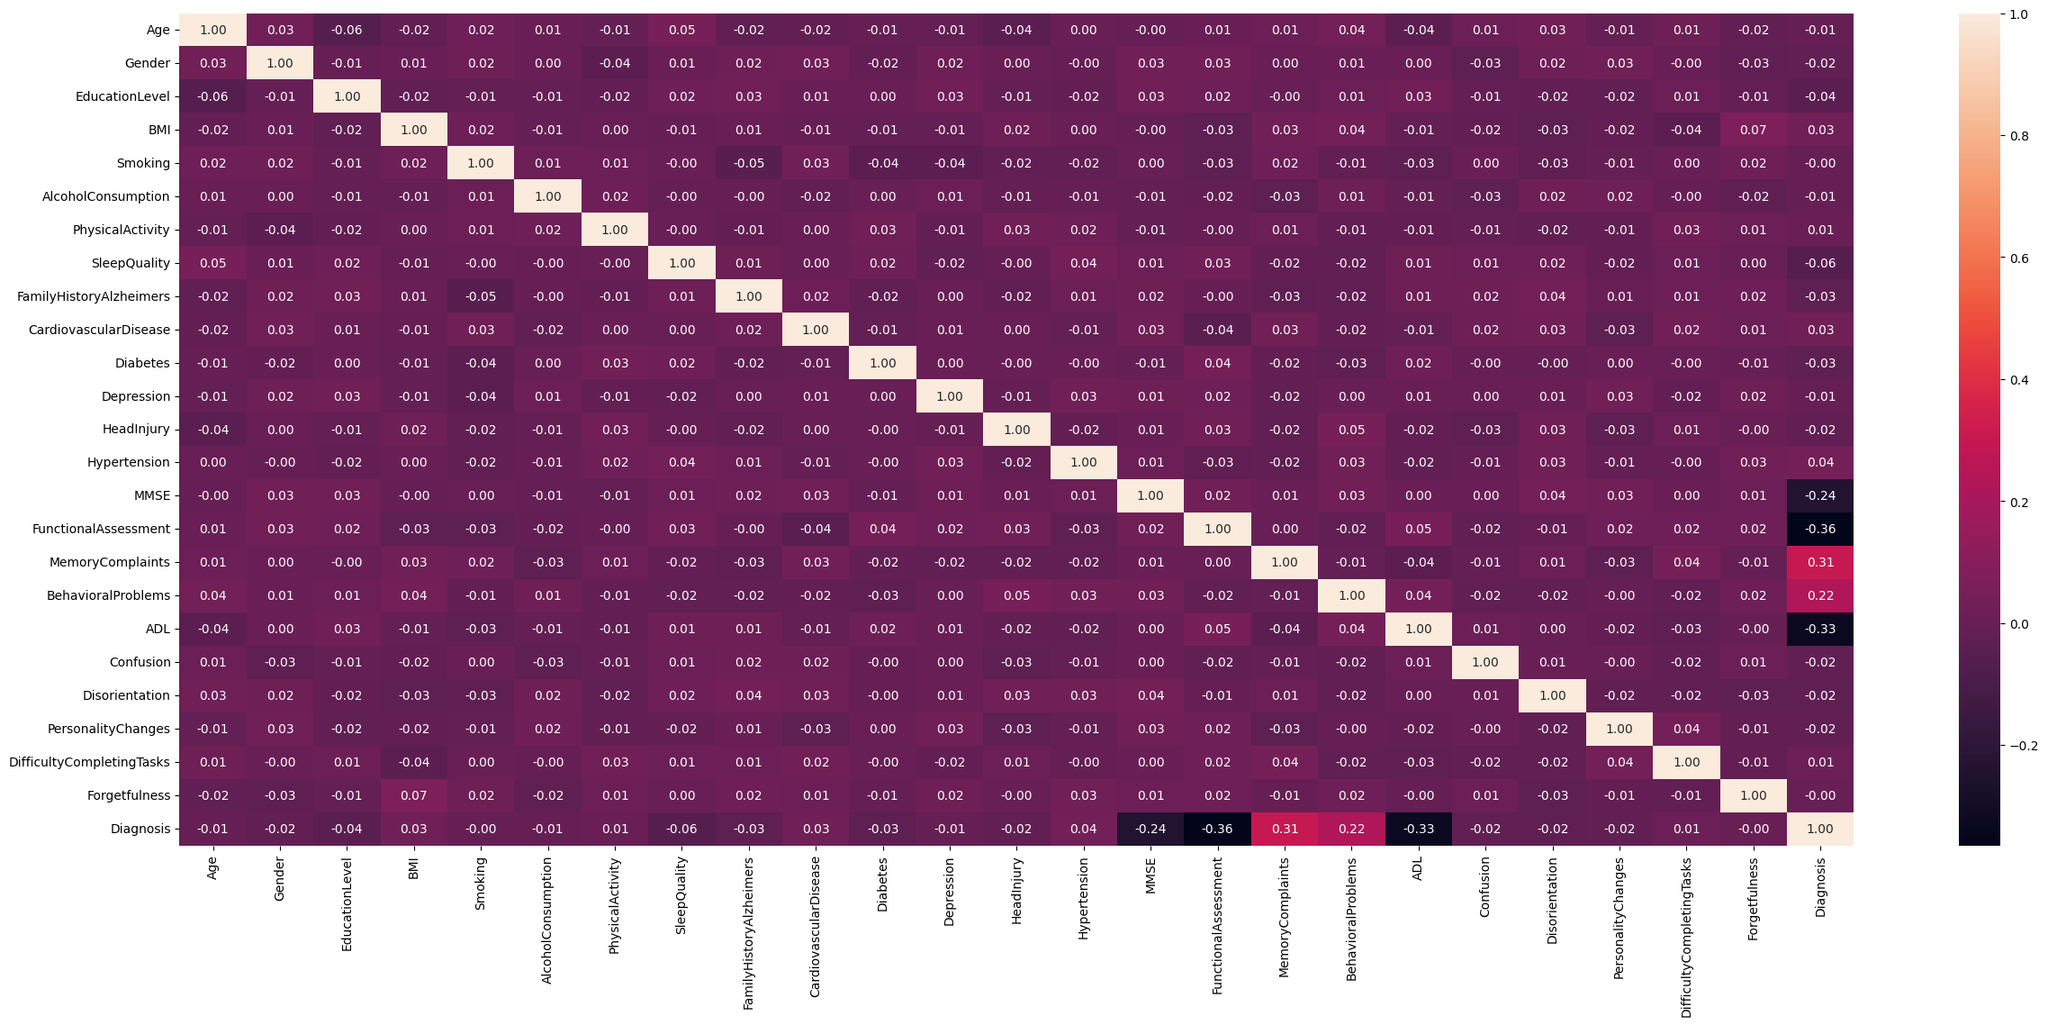 Age 1.00 0.03 -0.06 -0.02 0.02 0.01 -0.01 0.05 -0.02 -0.02 -0.01 -0.01 -0.04 0.00 -0.00 0.01 0.01 0.04 -0.04 0.01 0.03 -0.01 0.01 -0.02 -0.01
Gender 0.03 1.00 -0.01 0.01 0.02 0.00 -0.04 0.01 0.02 0.03 -0.02 0.02 0.00 -0.00 0.03 0.03 0.00 0.01 0.00 -0.03 0.02 0.03 -0.00 -0.03 -0.02
EducationLevel -0.06 -0.01 1.00 -0.02 -0.01 -0.01 -0.02 0.02 0.03 0.01 0.00 0.03 -0.01 -0.02 0.03 0.02 -0.00 0.01 0.03 -0.01 -0.02 -0.02 0.01 -0.01 -0.04
BMI -0.02 0.01 -0.02 1.00 0.02 -0.01 0.00 -0.01 0.01 -0.01 -0.01 -0.01 0.02 0.00 -0.00 -0.03 0.03 0.04 -0.01 -0.02 -0.03 -0.02 -0.04 0.07 0.03
Smoking 0.02 0.02 -0.01 0.02 1.00 0.01 0.01 -0.00 -0.05 0.03 -0.04 -0.04 -0.02 -0.02 0.00 -0.03 0.02 -0.01 -0.03 0.00 -0.03 -0.01 0.00 0.02 -0.00
AlcoholConsumption 0.01 0.00 -0.01 -0.01 0.01 1.00 0.02 -0.00 -0.00 -0.02 0.00 0.01 -0.01 -0.01 -0.01 -0.02 -0.03 0.01 -0.01 -0.03 0.02 0.02 -0.00 -0.02 -0.01
PhysicalActivity -0.01 -0.04 -0.02 0.00 0.01 0.02 1.00 -0.00 -0.01 0.00 0.03 -0.01 0.03 0.02 -0.01 -0.00 0.01 -0.01 -0.01 -0.01 -0.02 -0.01 0.03 0.01 0.01
SleepQuality 0.05 0.01 0.02 -0.01 -0.00 -0.00 -0.00 1.00 0.01 0.00 0.02 -0.02 -0.00 0.04 0.01 0.03 -0.02 -0.02 0.01 0.01 0.02 -0.02 0.01 0.00 -0.06
FamilyHistoryAlzheimers -0.02 0.02 0.03 0.01 -0.05 -0.00 -0.01 0.01 1.00 0.02 -0.02 0.00 -0.02 0.01 0.02 -0.00 -0.03 -0.02 0.01 0.02 0.04 0.01 0.01 0.02 -0.03
CardiovascularDisease -0.02 0.03 0.01 -0.01 0.03 -0.02 0.00 0.00 0.02 1.00 -0.01 0.01 0.00 -0.01 0.03 -0.04 0.03 -0.02 -0.01 0.02 0.03 -0.03 0.02 0.01 0.03
Diabetes -0.01 -0.02 0.00 -0.01 -0.04 0.00 0.03 0.02 -0.02 -0.01 1.00 0.00 -0.00 -0.00 -0.01 0.04 -0.02 -0.03 0.02 -0.00 -0.00 0.00 -0.00 -0.01 -0.03
Depression -0.01 0.02 0.03 -0.01 -0.04 0.01 -0.01 -0.02 0.00 0.01 0.00 1.00 -0.01 0.03 0.01 0.02 -0.02 0.00 0.01 0.00 0.01 0.03 -0.02 0.02 -0.01
HeadInjury -0.04 0.00 -0.01 0.02 -0.02 -0.01 0.03 -0.00 -0.02 0.00 -0.00 -0.01 1.00 -0.02 0.01 0.03 -0.02 0.05 -0.02 -0.03 0.03 -0.03 0.01 -0.00 -0.02
Hypertension 0.00 -0.00 -0.02 0.00 -0.02 -0.01 0.02 0.04 0.01 -0.01 -0.00 0.03 -0.02 1.00 0.01 -0.03 -0.02 0.03 -0.02 -0.01 0.03 -0.01 -0.00 0.03 0.04
MMSE -0.00 0.03 0.03 -0.00 0.00 -0.01 -0.01 0.01 0.02 0.03 -0.01 0.01 0.01 0.01 1.00 0.02 0.01 0.03 0.00 0.00 0.04 0.03 0.00 0.01 -0.24
FunctionalAssessment 0.01 0.03 0.02 -0.03 -0.03 -0.02 -0.00 0.03 -0.00 -0.04 0.04 0.02 0.03 -0.03 0.02 1.00 0.00 -0.02 0.05 -0.02 -0.01 0.02 0.02 0.02 -0.36
MemoryComplaints 0.01 0.00 -0.00 0.03 0.02 -0.03 0.01 -0.02 -0.03 0.03 -0.02 -0.02 -0.02 -0.02 0.01 0.00 1.00 -0.01 -0.04 -0.01 0.01 -0.03 0.04 -0.01 0.31
BehavioralProblems 0.04 0.01 0.01 0.04 -0.01 0.01 -0.01 -0.02 -0.02 -0.02 -0.03 0.00 0.05 0.03 0.03 -0.02 -0.01 1.00 0.04 -0.02 -0.02 -0.00 -0.02 0.02 0.22
ADL -0.04 0.00 0.03 -0.01 -0.03 -0.01 -0.01 0.01 0.01 -0.01 0.02 0.01 -0.02 -0.02 0.00 0.05 -0.04 0.04 1.00 0.01 0.00 -0.02 -0.03 -0.00 -0.33
Confusion 0.01 -0.03 -0.01 -0.02 0.00 -0.03 -0.01 0.01 0.02 0.02 -0.00 0.00 -0.03 -0.01 0.00 -0.02 -0.01 -0.02 0.01 1.00 0.01 -0.00 -0.02 0.01 -0.02
Disorientation 0.03 0.02 -0.02 -0.03 -0.03 0.02 -0.02 0.02 0.04 0.03 -0.00 0.01 0.03 0.03 0.04 -0.01 0.01 -0.02 0.00 0.01 1.00 -0.02 -0.02 -0.03 -0.02
PersonalityChanges -0.01 0.03 -0.02 -0.02 -0.01 0.02 -0.01 -0.02 0.01 -0.03 0.00 0.03 -0.03 -0.01 0.03 0.02 -0.03 -0.00 -0.02 -0.00 -0.02 1.00 0.04 -0.01 -0.02
DifficultyCompletingTasks 0.01 -0.00 0.01 -0.04 0.00 -0.00 0.03 0.01 0.01 0.02 -0.00 -0.02 0.01 -0.00 0.00 0.02 0.04 -0.02 -0.03 -0.02 -0.02 0.04 1.00 -0.01 0.01
Forgetfulness -0.02 -0.03 -0.01 0.07 0.02 -0.02 0.01 0.00 0.02 0.01 -0.01 0.02 -0.00 0.03 0.01 0.02 -0.01 0.02 -0.00 0.01 -0.03 -0.01 -0.01 1.00 -0.00
Diagnosis -0.01 -0.02 -0.04 0.03 -0.00 -0.01 0.01 -0.06 -0.03 0.03 -0.03 -0.01 -0.02 0.04 -0.24 -0.36 0.31 0.22 -0.33 -0.02 -0.02 -0.02 0.01 -0.00 1.00
Age
Gender
EducationLevel
BMI
Smoking
AlcoholConsumption
PhysicalActivity
SleepQuality
FamilyHistoryAlzheimers
CardiovascularDisease
Diabetes
Depression
HeadInjury
Hypertension
MMSE
FunctionalAssessment
MemoryComplaints
BehavioralProblems
ADL
Confusion
Disorientation
PersonalityChanges
DifficultyCompletingTasks
Forgetfulness
Diagnosis
1.0
0.8
0.6
0.4
0.2
0.0
−0.2